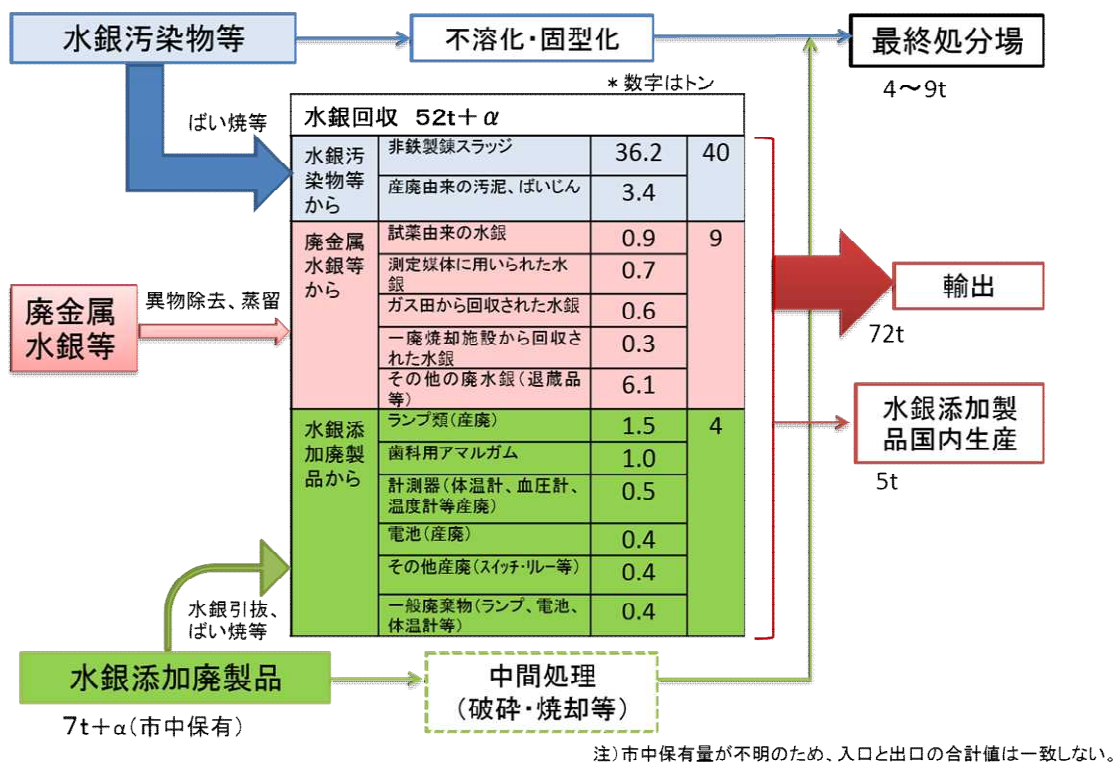 水銀汚染物等
不溶化・固型化
最終処分場
4～9t
＊数字はトン
ばい焼等
水銀回収 52t＋α
水銀汚
染物等
から
非鉄製錬スラッジ
36.2
40
産廃由来の汚泥、ばいじん
3.4
廃金属
水銀等
から
試薬由来の水銀
0.9
9
測定媒体に用いられた水
銀
0.7
ガス田から回収された水銀
0.6
一廃焼却施設から回収さ
れた水銀
0.3
その他の廃水銀（退蔵品
等）
6.1
水銀添
加廃製
品から
ランプ類（産廃）
1.5
4
歯科用アマルガム
1.0
計測器（体温計、血圧計、
温度計等産廃）
0.5
電池（産廃）
0.4
その他産廃（スイッチ・リレー等）
0.4
一般廃棄物（ランプ、電池、
体温計等）
0.4
廃金属
水銀等
異物除去、蒸留
輸出
72t
水銀添加製
品国内生産
5t
水銀引抜、
ばい焼等
水銀添加廃製品
7t＋α（市中保有）
中間処理
（破砕・焼却等）
注）市中保有量が不明のため、入口と出口の合計値は一致しない。